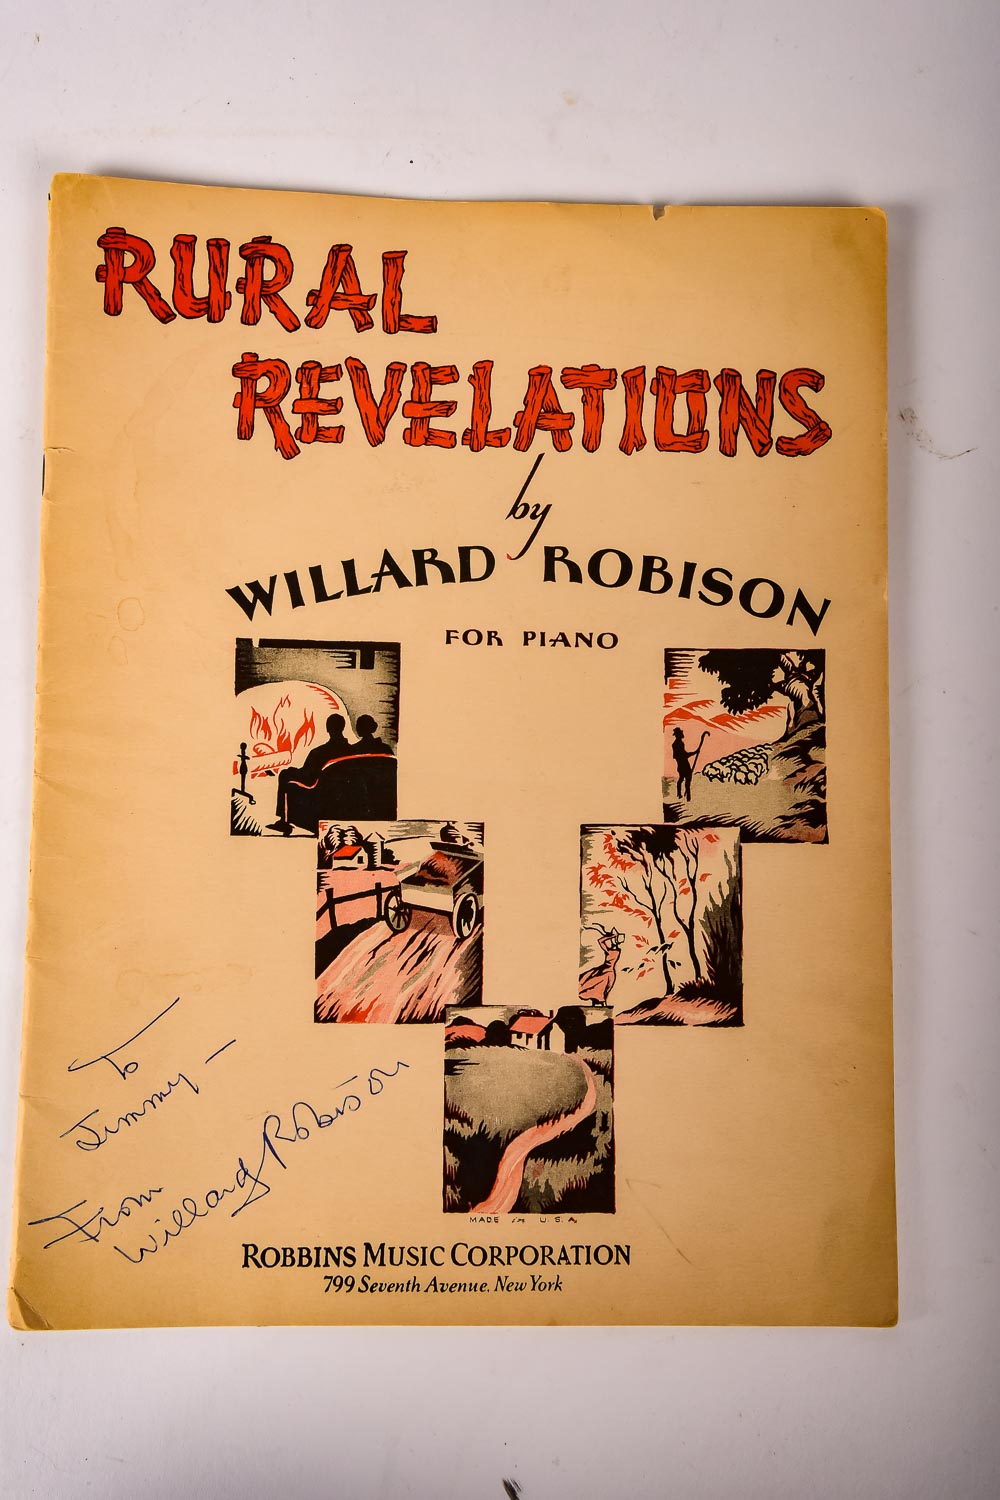 RURAL
REVELATIONS
by
WILLARD ROBISON
FOR PIANO
To
Jimmy —
From
Willard Robison
MADE IN U.S.A.
ROBBINS MUSIC CORPORATION
799 Seventh Avenue, New York